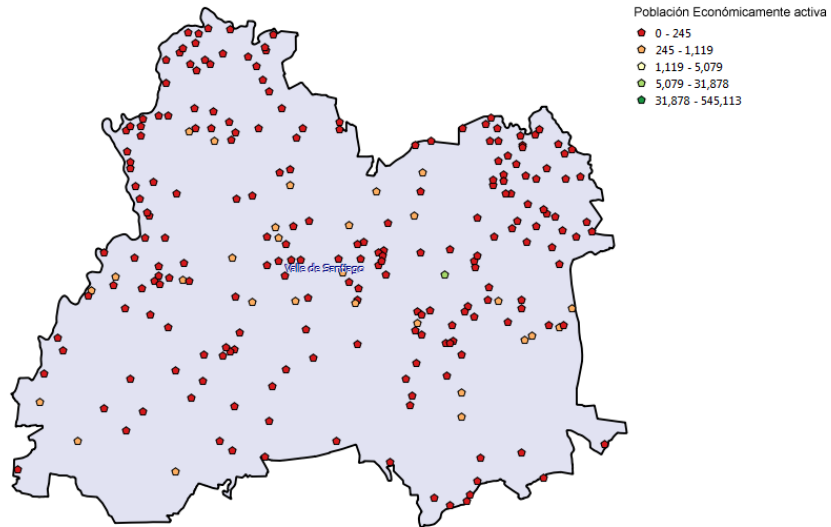 Población Económicamente activa
0 - 245
245 - 1,119
1,119 - 5,079
5,079 - 31,878
31,878 - 545,113
Valle de Santiago